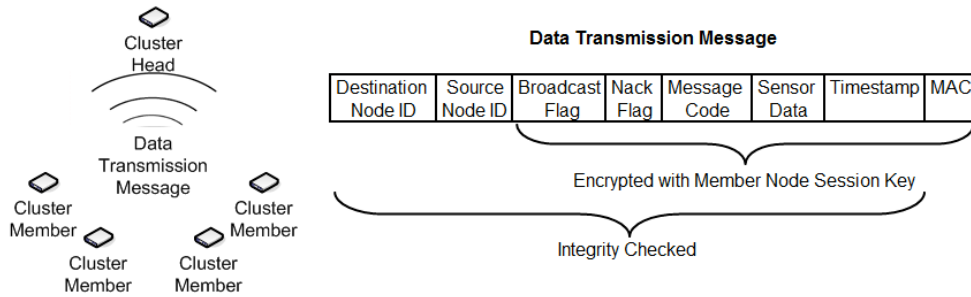 Cluster
Head
Data
Transmission
Message
Cluster
Member
Cluster
Member
Cluster
Member
Cluster
Member
Data Transmission Message
Destination Node ID
Source Node ID
Broadcast Flag
Nack Flag
Message Code
Sensor Data
Timestamp
MAC
Encrypted with Member Node Session Key
Integrity Checked